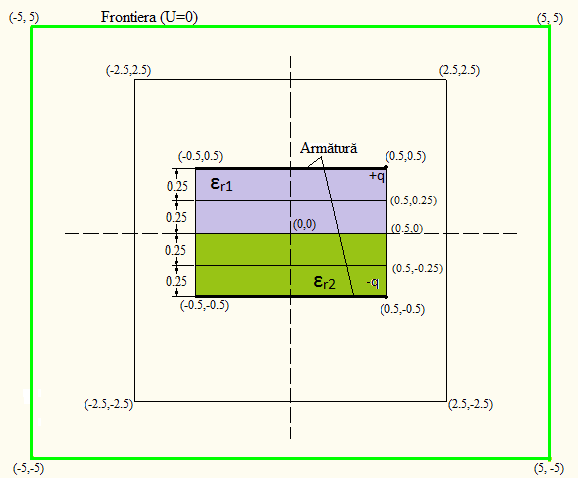 (-5, 5) Frontiera (U=0) (5, 5)
(-2.5,2.5) (2.5,2.5)
Armătură
(-0.5,0.5) (0.5,0.5)
+q
εr1
0.25
(0.5,0.25)
0.25
(0,0) (0.5,0)
0.25
(0.5,-0.25)
0.25
εr2 -q
(-0.5,-0.5) (0.5,-0.5)
(-2.5,-2.5) (2.5,-2.5)
(-5,-5) (5, -5)